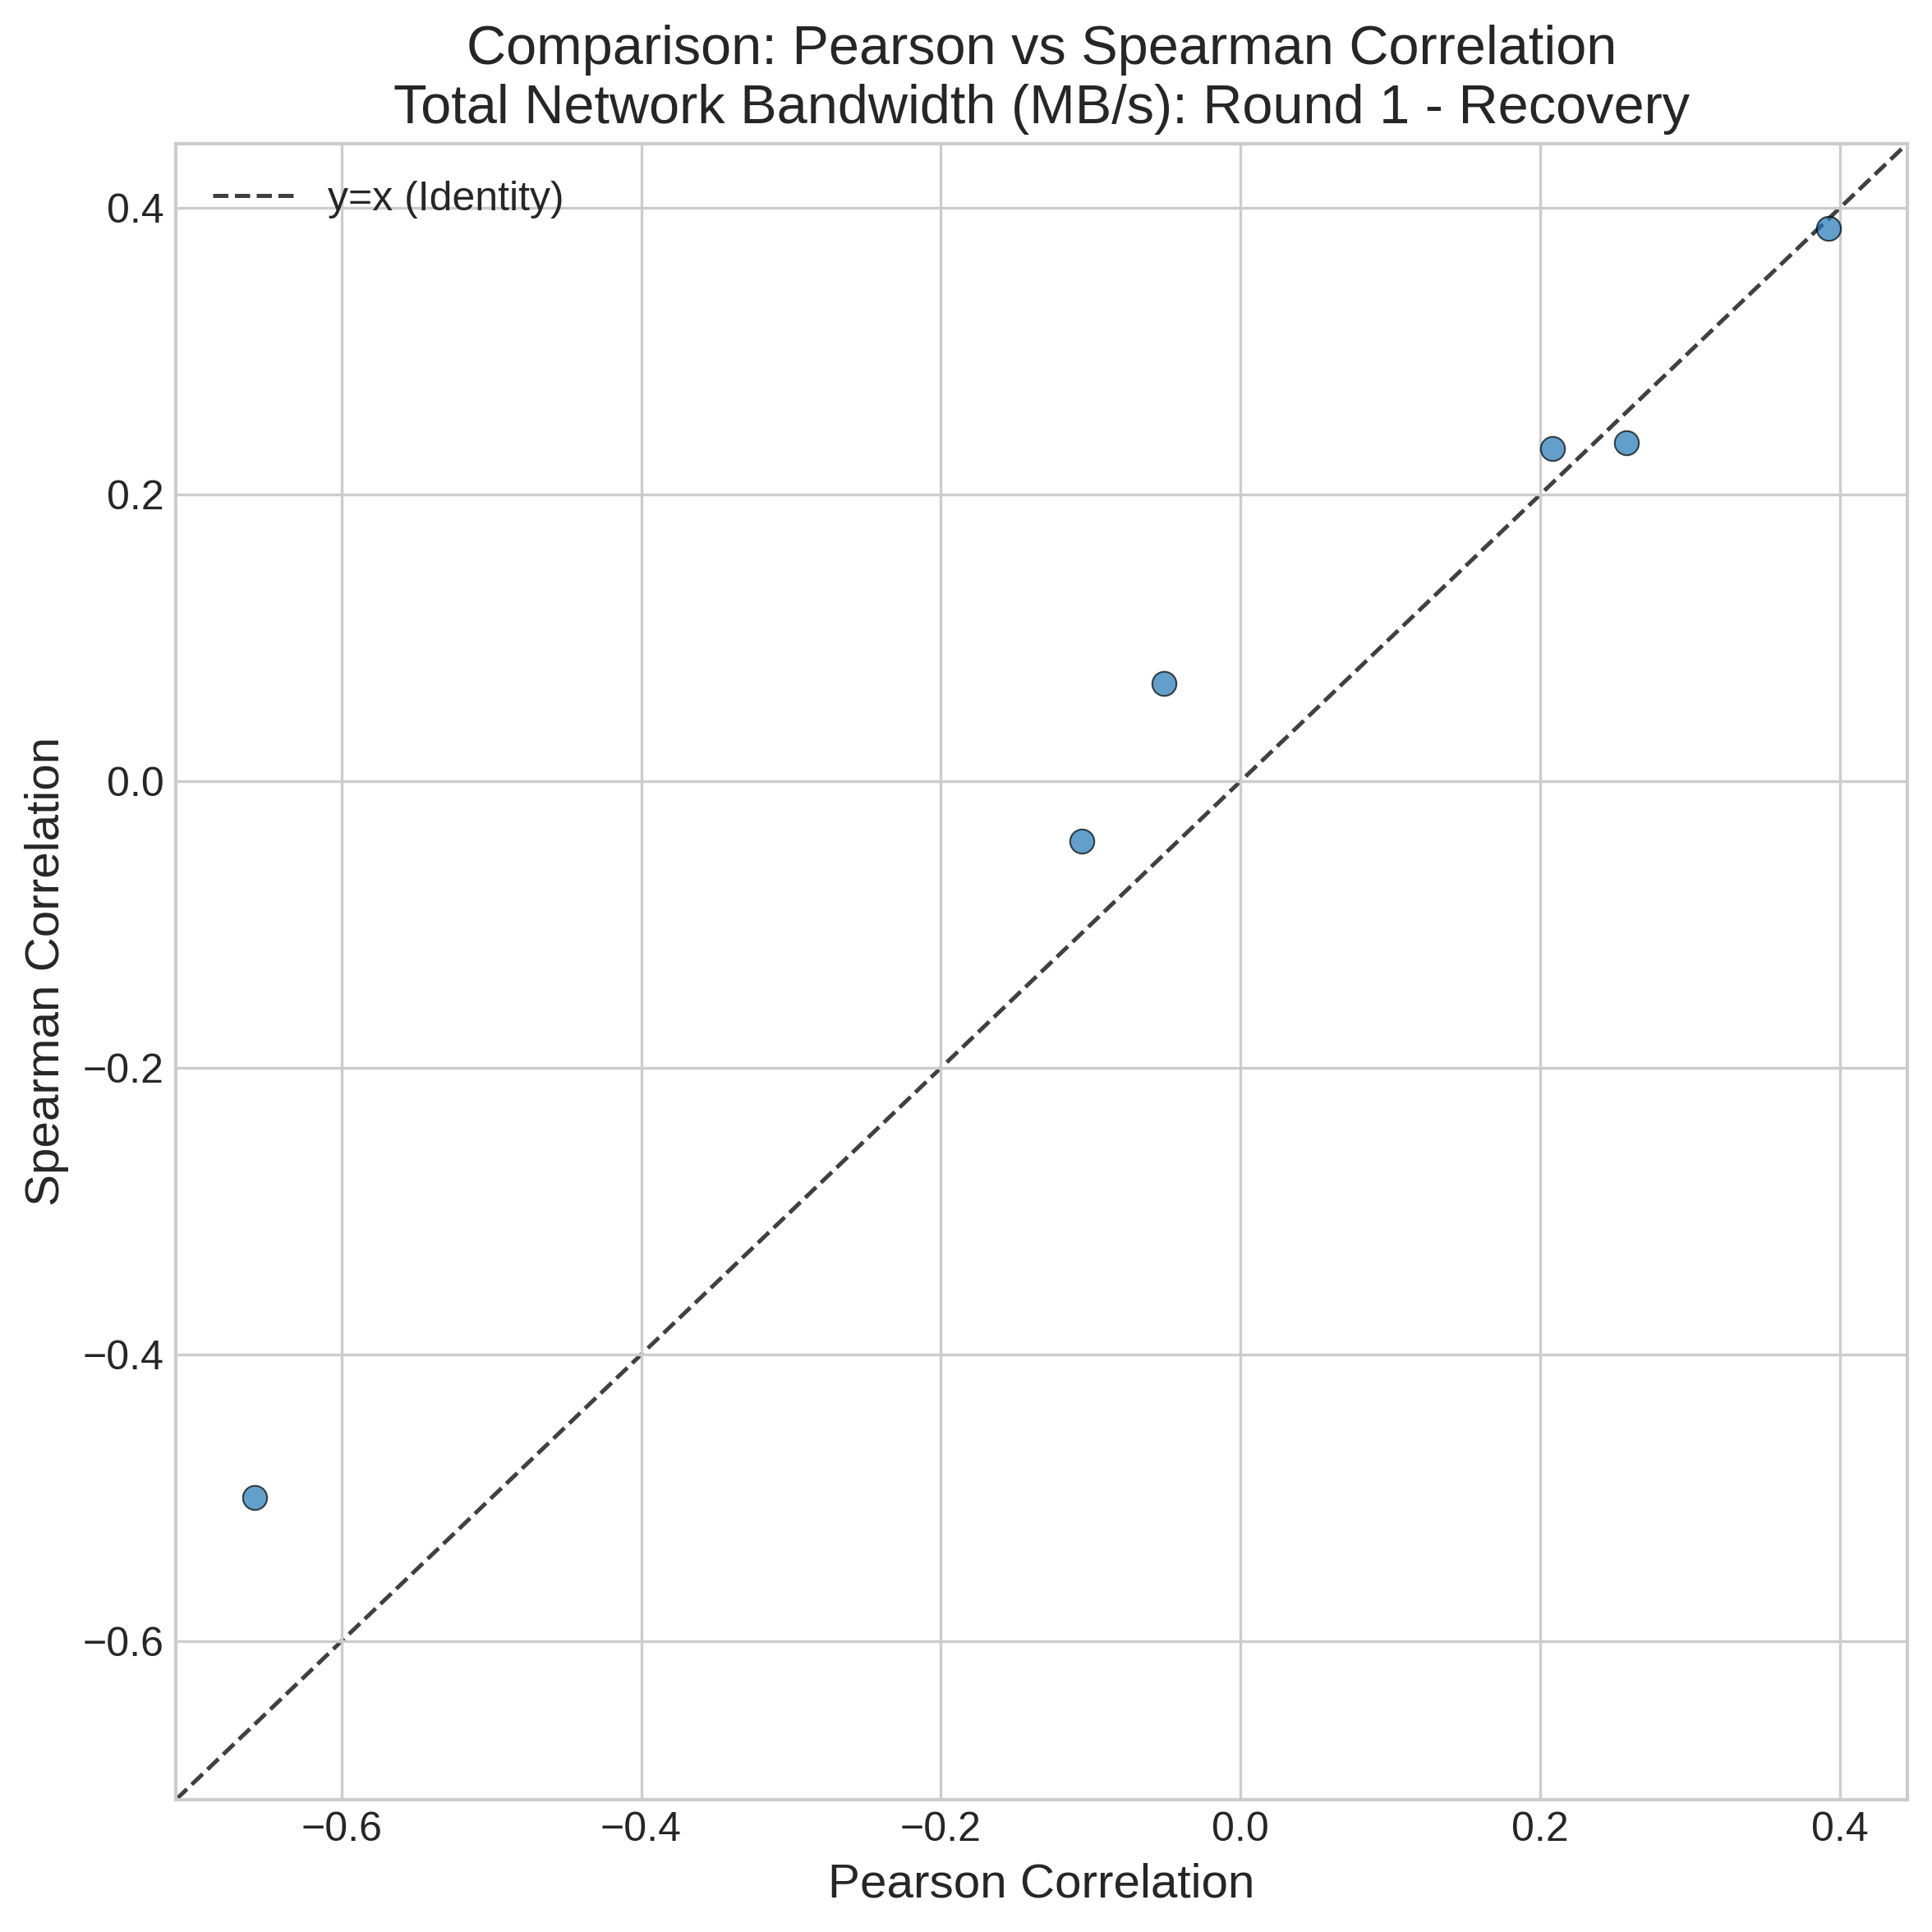 Comparison: Pearson vs Spearman Correlation
Total Network Bandwidth (MB/s): Round 1 - Recovery
y=x (Identity)
0.4
0.2
0.0
−0.2
−0.4
−0.6
Spearman Correlation
−0.6
−0.4
−0.2
0.0
0.2
0.4
Pearson Correlation